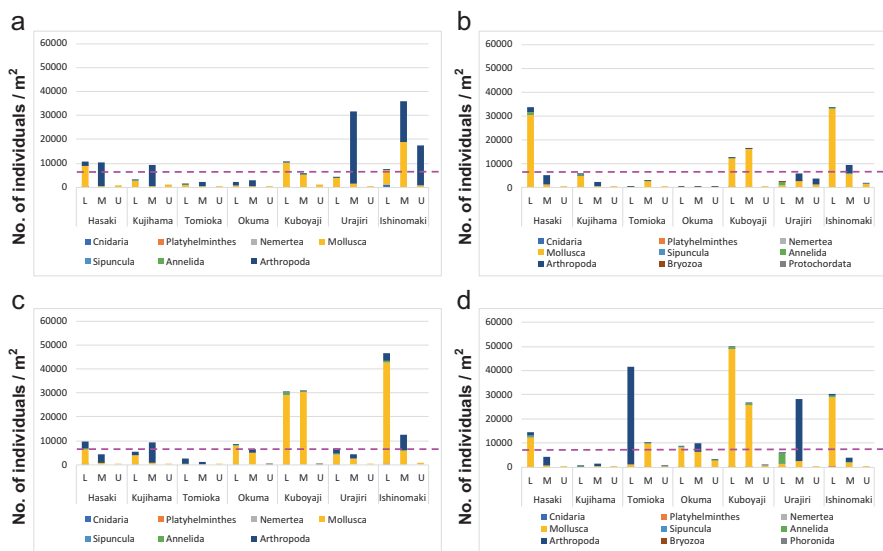 a
No. of individuals / m²
60000
50000
40000
30000
20000
10000
0
L M U L M U L M U L M U L M U L M U L M U
Hasaki Kujihama Tomioka Okuma Kuboyaji Urajiri Ishinomaki
Cnidaria Platyhelminthes Nemertea Mollusca
Sipuncula Annelida Arthropoda
b
No. of individuals / m²
60000
50000
40000
30000
20000
10000
0
L M U L M U L M U L M U L M U L M U L M U
Hasaki Kujihama Tomioka Okuma Kuboyaji Urajiri Ishinomaki
Cnidaria Platyhelminthes Nemertea
Mollusca Sipuncula Annelida
Arthropoda Bryozoa Protochordata
c
No. of individuals / m²
60000
50000
40000
30000
20000
10000
0
L M U L M U L M U L M U L M U L M U L M U
Hasaki Kujihama Tomioka Okuma Kuboyaji Urajiri Ishinomaki
Cnidaria Platyhelminthes Nemertea Mollusca
Sipuncula Annelida Arthropoda
d
No. of individuals / m²
60000
50000
40000
30000
20000
10000
0
L M U L M U L M U L M U L M U L M U L M U
Hasaki Kujihama Tomioka Okuma Kuboyaji Urajiri Ishinomaki
Cnidaria Platyhelminthes Nemertea
Mollusca Sipuncula Annelida
Arthropoda Bryozoa Phoronida